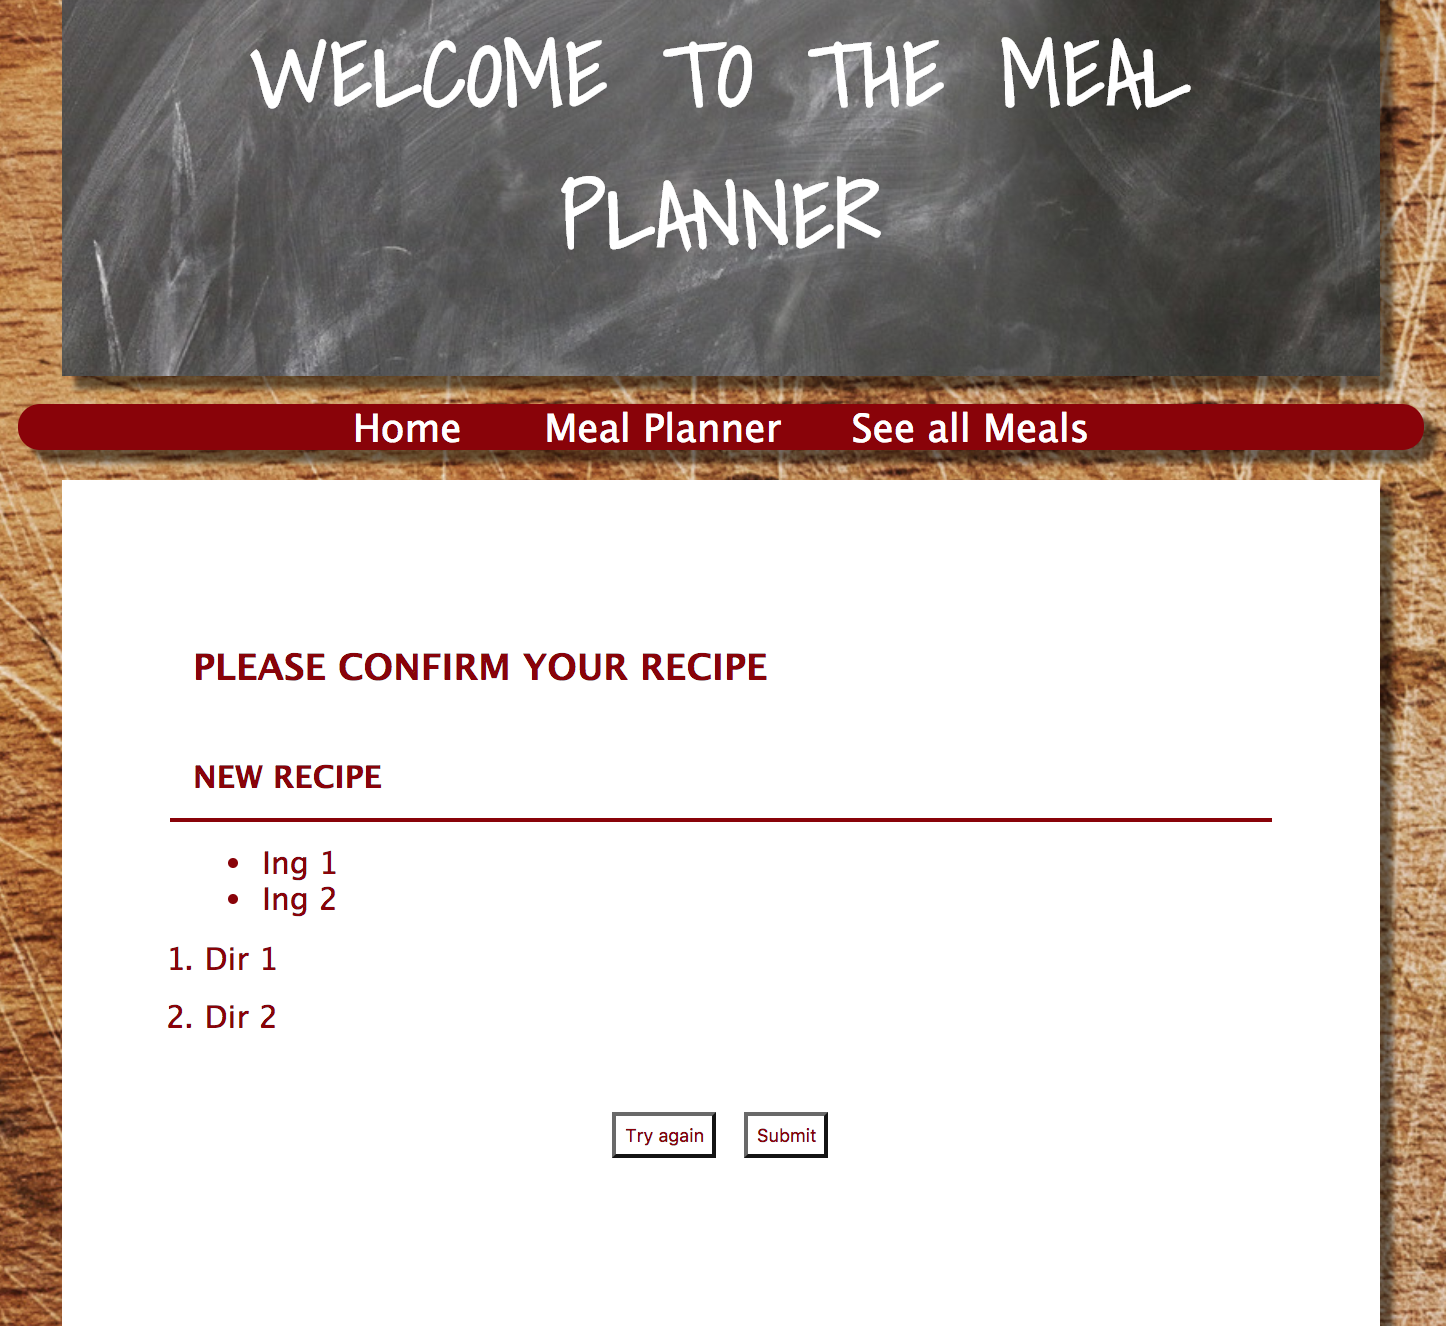 WELCOME TO THE MEAL
PLANNER
Home Meal Planner See all Meals
PLEASE CONFIRM YOUR RECIPE
NEW RECIPE
• Ing 1
• Ing 2
1. Dir 1
2. Dir 2
Try again Submit